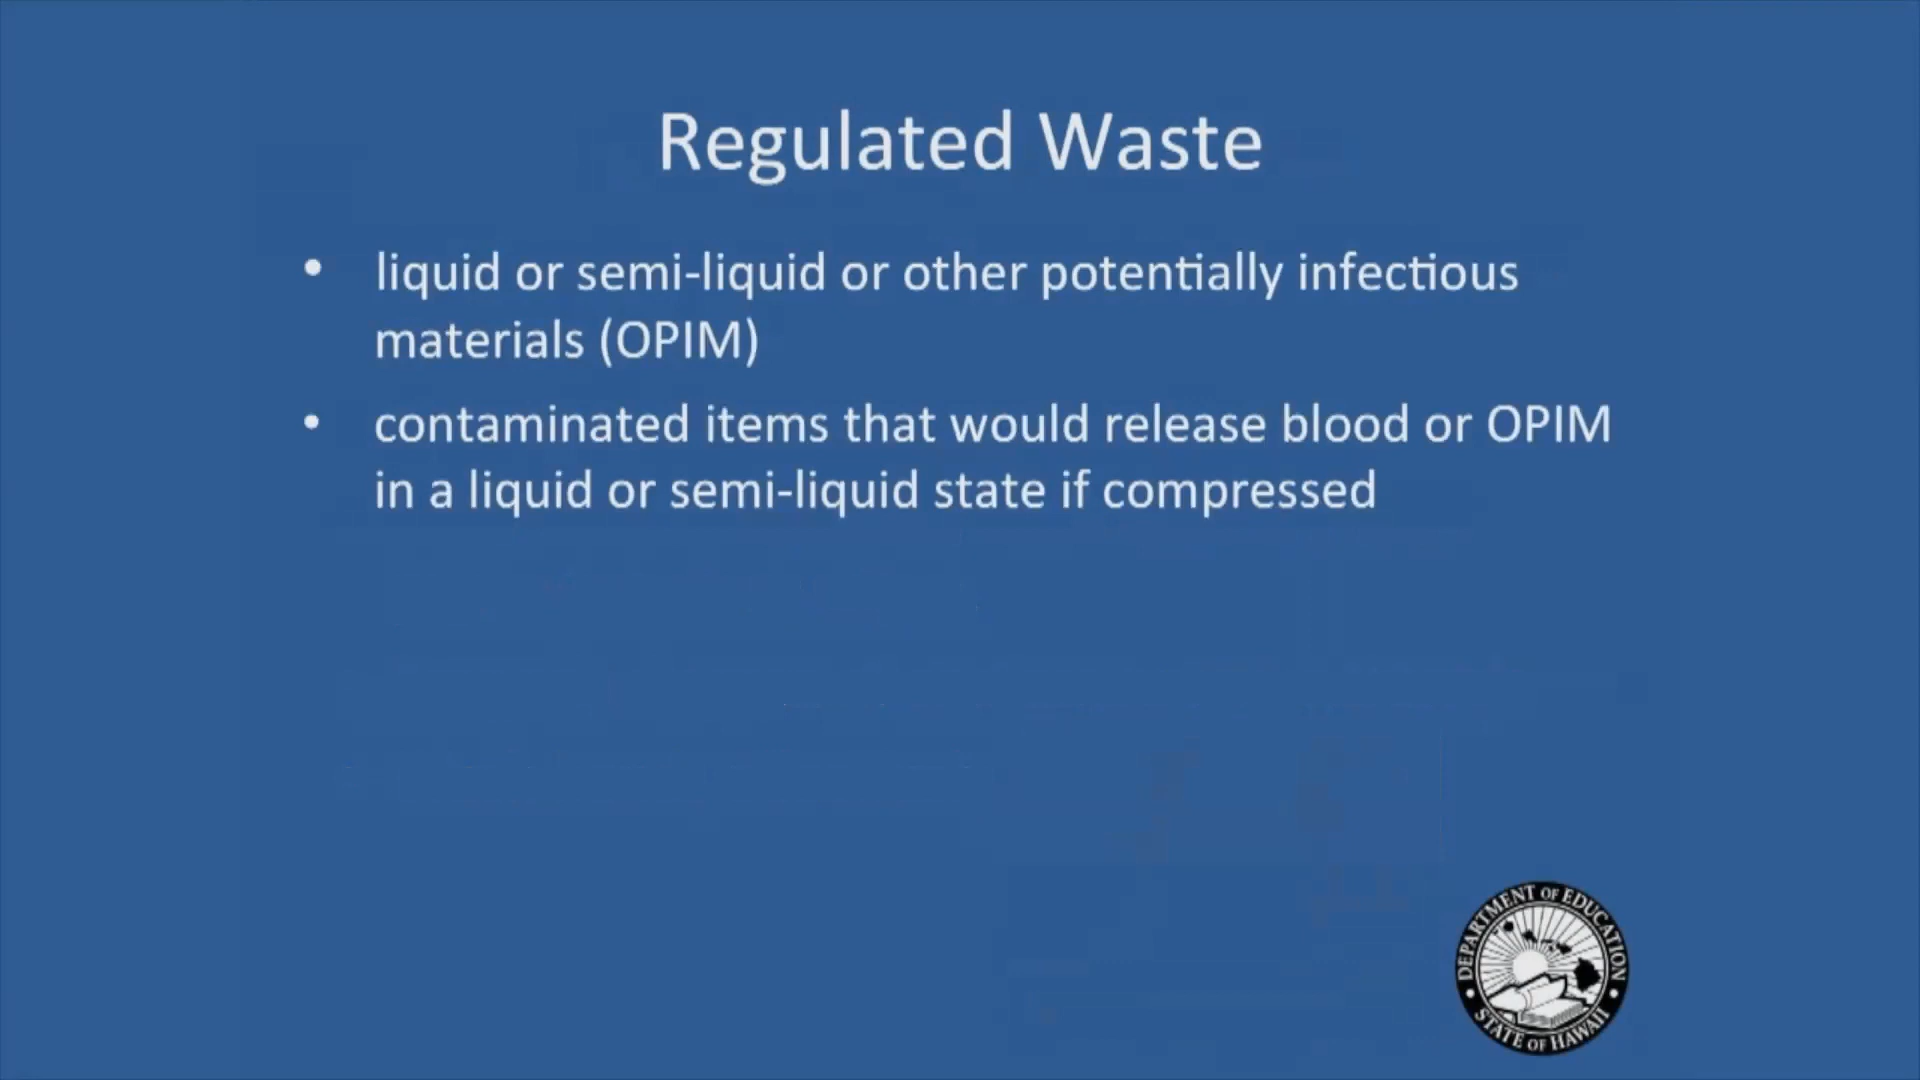 Regulated Waste
• liquid or semi-liquid or other potentially infectious
materials (OPIM)
• contaminated items that would release blood or OPIM
in a liquid or semi-liquid state if compressed
DEPARTMENT OF EDUCATION
STATE OF HAWAII